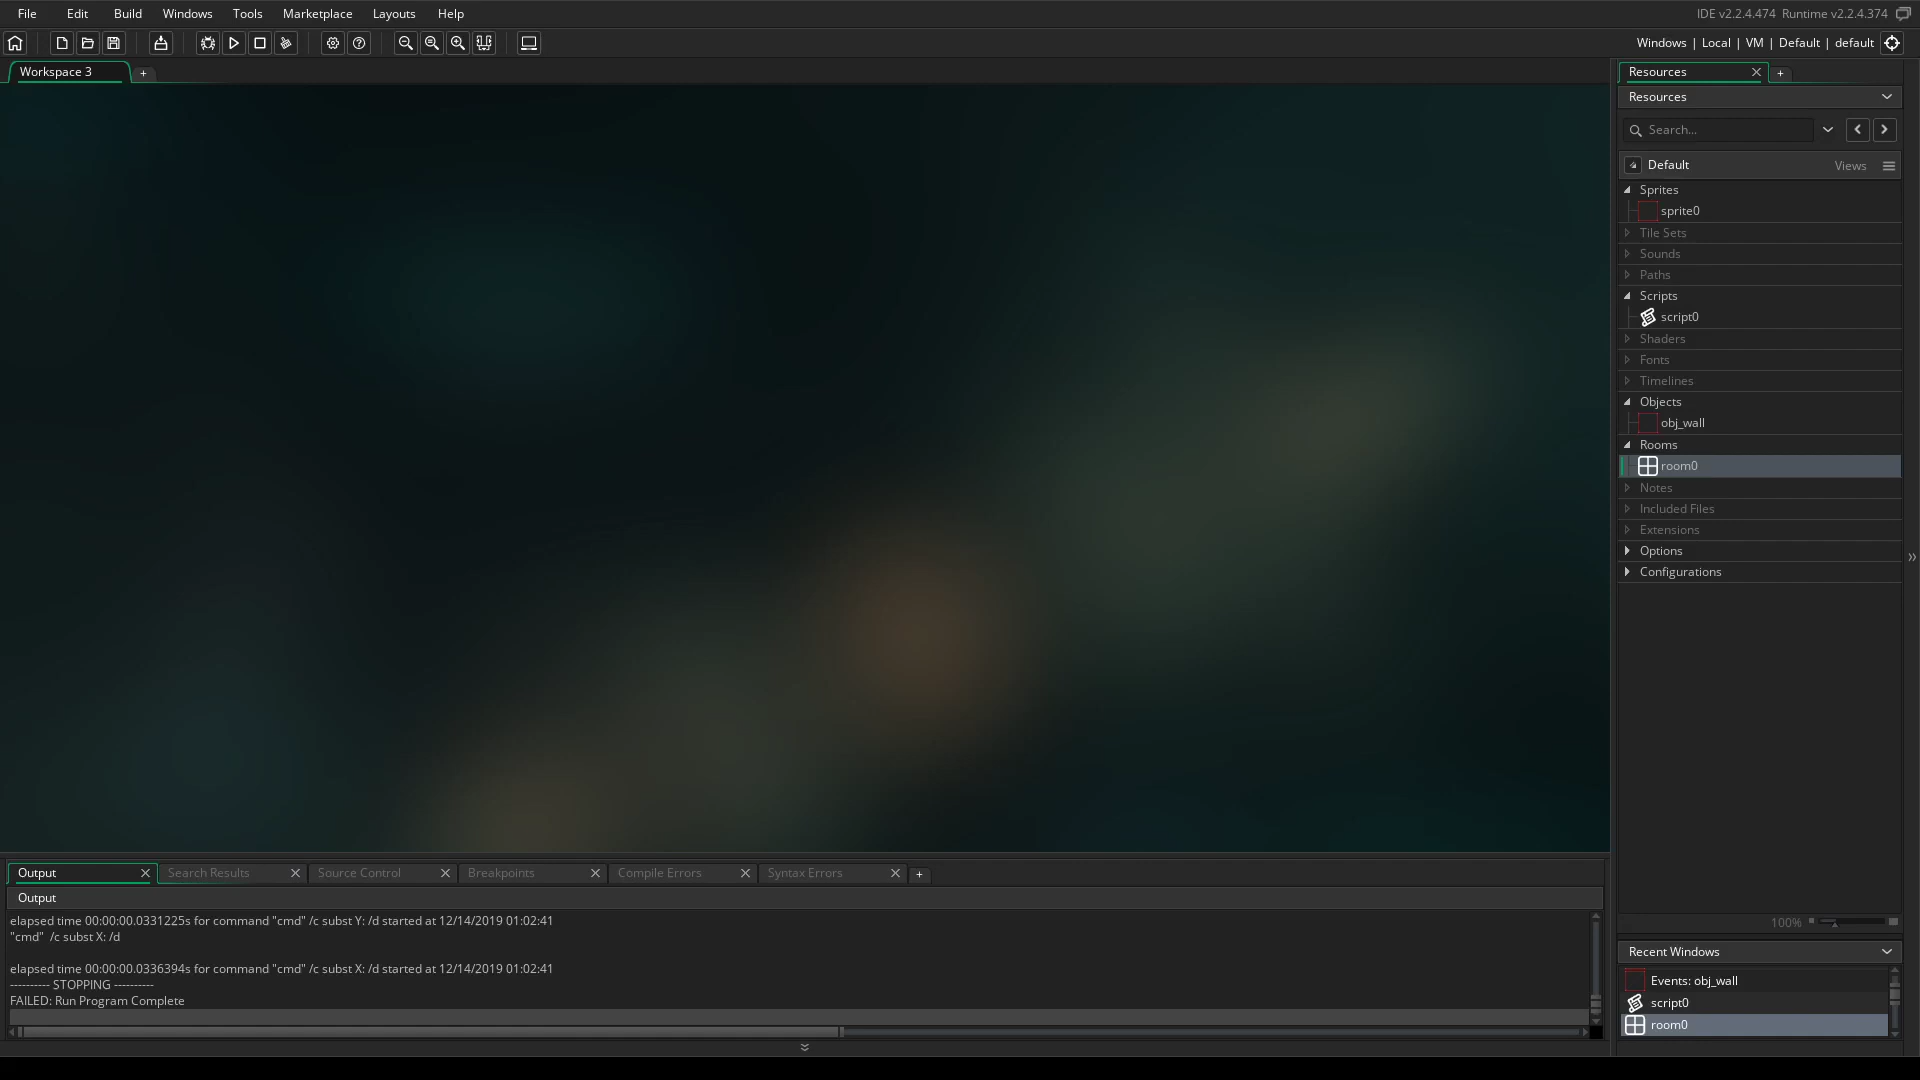 File Edit Build Windows Tools Marketplace Layouts Help
IDE v2.2.4.474 Runtime v2.2.4.374
Windows | Local | VM | Default | default
Workspace 3 +
Resources +
Resources
Search...
Default Views
Sprites
sprite0
Tile Sets
Sounds
Paths
Scripts
script0
Shaders
Fonts
Timelines
Objects
obj_wall
Rooms
room0
Notes
Included Files
Extensions
Options
Configurations
100%
Recent Windows
Events: obj_wall
script0
room0
Output Search Results Source Control Breakpoints Compile Errors Syntax Errors +
Output
elapsed time 00:00:00.0331225s for command "cmd" /c subst Y: /d started at 12/14/2019 01:02:41
"cmd"  /c subst X: /d
elapsed time 00:00:00.0336394s for command "cmd" /c subst X: /d started at 12/14/2019 01:02:41
---------- STOPPING ----------
FAILED: Run Program Complete